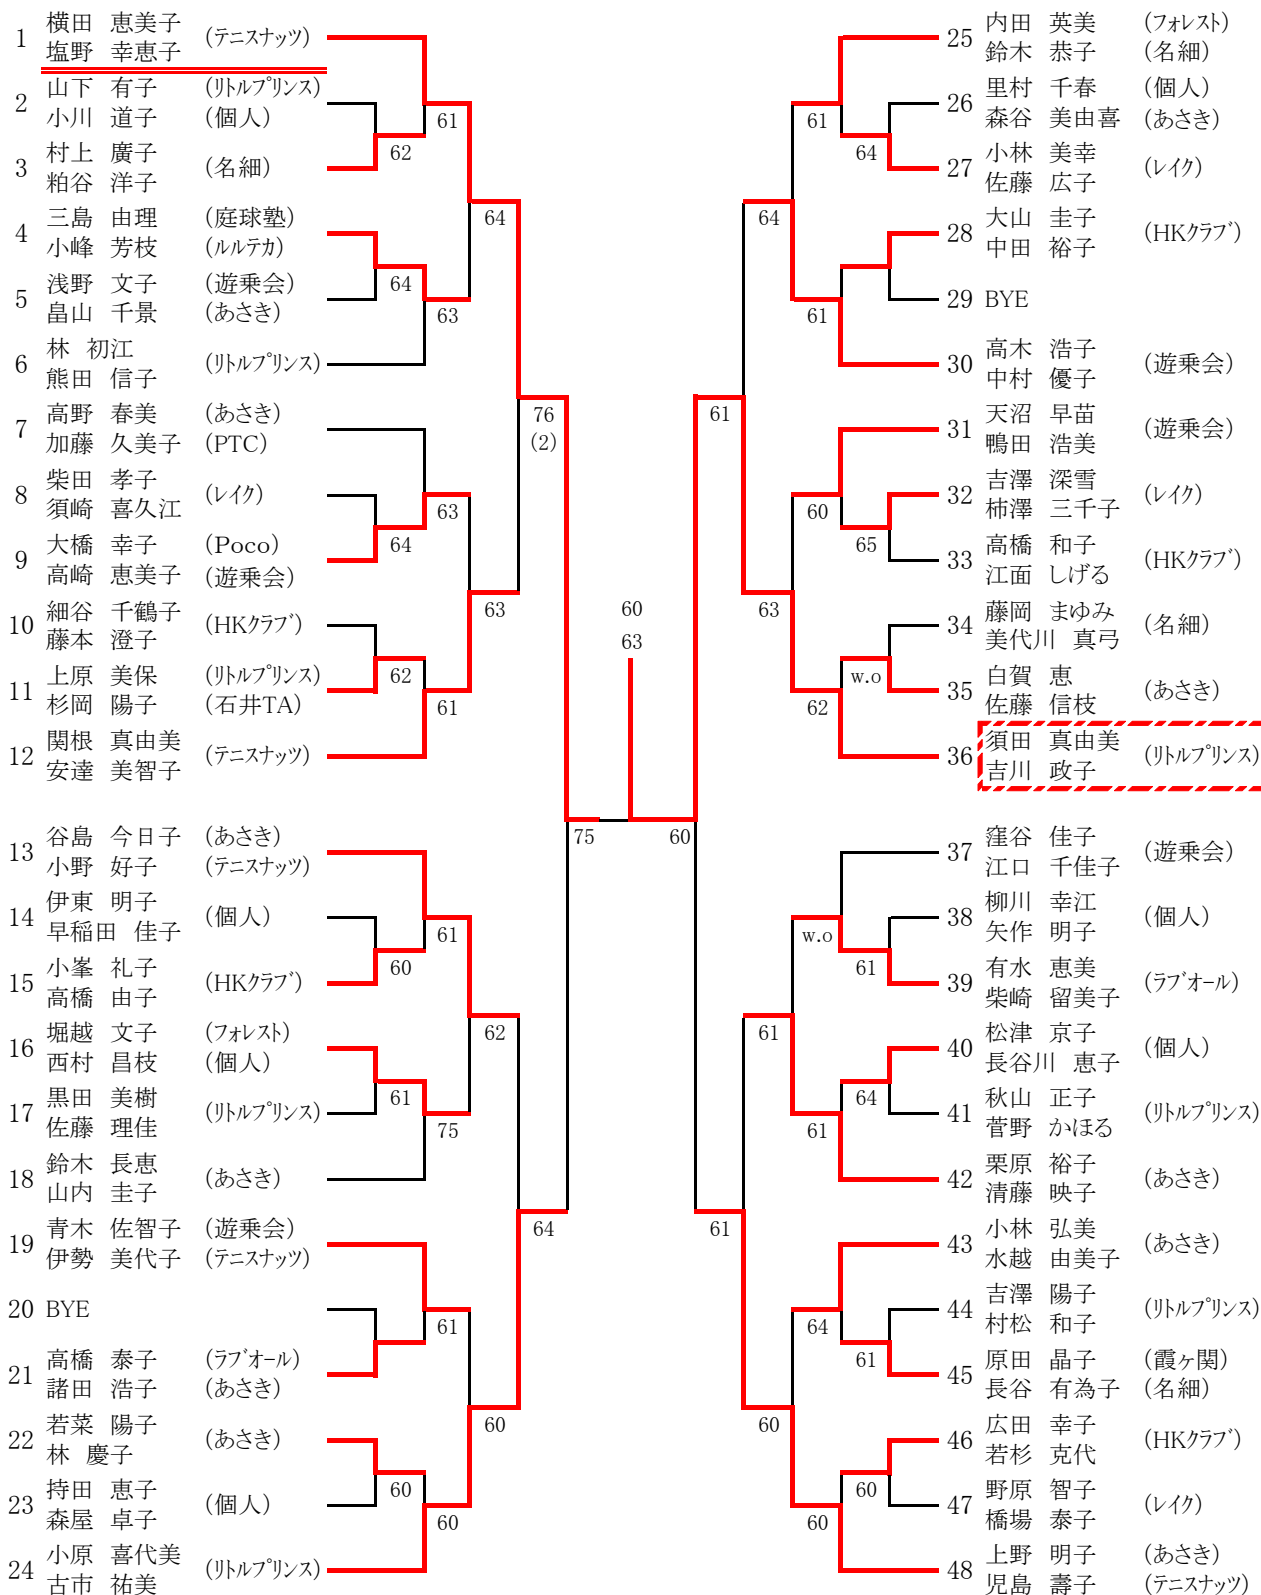 1 横田 恵美子 (テニスナッツ)
塩野 幸恵子
2 山下 有子 (リトルプリンス)
小川 道子 (個人)
61
62
3 村上 廣子 (名細)
粕谷 洋子
4 三島 由理 (庭球塾)
小峰 芳枝 (ルルテカ)
64
5 浅野 文子 (遊乗会)
畠山 千景 (あさき)
64
63
6 林 初江 (リトルプリンス)
熊田 信子
7 高野 春美 (あさき)
加藤 久美子 (PTC)
76
(2)
8 柴田 孝子 (レイク)
須崎 喜久江
63
64
9 大橋 幸子 (Poco)
高崎 恵美子 (遊乗会)
10 細谷 千鶴子 (HKクラブ)
藤本 澄子
63
11 上原 美保 (リトルプリンス)
杉岡 陽子 (石井TA)
62
61
12 関根 真由美 (テニスナッツ)
安達 美智子
75
13 谷島 今日子 (あさき)
小野 好子 (テニスナッツ)
14 伊東 明子 (個人)
早稲田 佳子
61
60
15 小峯 礼子 (HKクラブ)
高橋 由子
16 堀越 文子 (フォレスト)
西村 昌枝 (個人)
62
17 黒田 美樹 (リトルプリンス)
佐藤 理佳
61
75
18 鈴木 長恵 (あさき)
山内 圭子
19 青木 佐智子 (遊乗会)
伊勢 美代子 (テニスナッツ)
64
20 BYE
61
21 高橋 泰子 (ラブオール)
諸田 浩子 (あさき)
22 若菜 陽子 (あさき)
林 慶子
60
23 持田 恵子 (個人)
森屋 卓子
60
60
24 小原 喜代美 (リトルプリンス)
古市 祐美
60
63
25 内田 英美 (フォレスト)
鈴木 恭子 (名細)
26 里村 千春 (個人)
森谷 美由喜 (あさき)
61
64
27 小林 美幸 (レイク)
佐藤 広子
28 大山 圭子 (HKクラブ)
中田 裕子
64
29 BYE
61
30 高木 浩子 (遊乗会)
中村 優子
31 天沼 早苗 (遊乗会)
鴨田 浩美
61
32 吉澤 深雪 (レイク)
柿澤 三千子
60
65
33 高橋 和子 (HKクラブ)
江面 しげる
34 藤岡 まゆみ (名細)
美代川 真弓
63
35 白賀 恵 (あさき)
佐藤 信枝
w.o
62
36 須田 真由美 (リトルプリンス)
吉川 政子
60
37 窪谷 佳子 (遊乗会)
江口 千佳子
38 柳川 幸江 (個人)
矢作 明子
w.o
61
39 有水 恵美 (ラブオール)
柴崎 留美子
40 松津 京子 (個人)
長谷川 恵子
61
41 秋山 正子 (リトルプリンス)
菅野 かほる
64
61
42 栗原 裕子 (あさき)
清藤 映子
43 小林 弘美 (あさき)
水越 由美子
61
44 吉澤 陽子 (リトルプリンス)
村松 和子
64
61
45 原田 晶子 (霞ヶ関)
長谷 有為子 (名細)
46 広田 幸子 (HKクラブ)
若杉 克代
60
47 野原 智子 (レイク)
橋場 泰子
60
60
48 上野 明子 (あさき)
児島 壽子 (テニスナッツ)